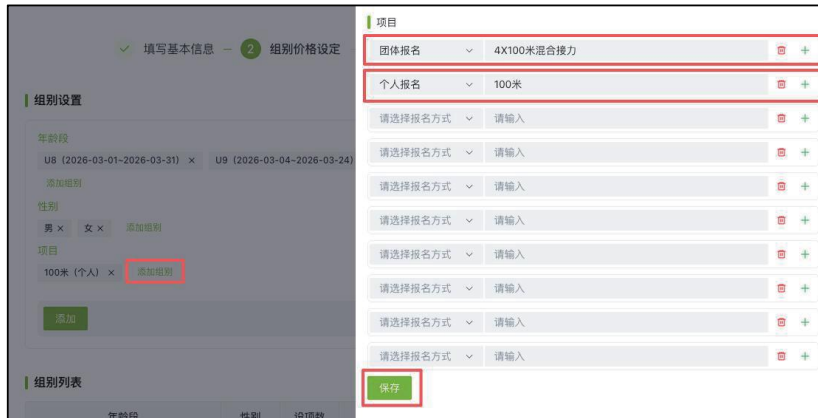 填写基本信息 – 2 组别价格设定
组别设置
年龄段
U8（2026-03-01~2026-03-31）× U9（2026-03-04~2026-03-24）
添加组别
性别
男 × 女 × 添加组别
项目
100米（个人）× 添加组别
添加
组别列表
年龄段 性别 设项数
项目
团体报名 4X100米混合接力
个人报名 100米
请选择报名方式 请输入
请选择报名方式 请输入
请选择报名方式 请输入
请选择报名方式 请输入
请选择报名方式 请输入
请选择报名方式 请输入
请选择报名方式 请输入
请选择报名方式 请输入
保存